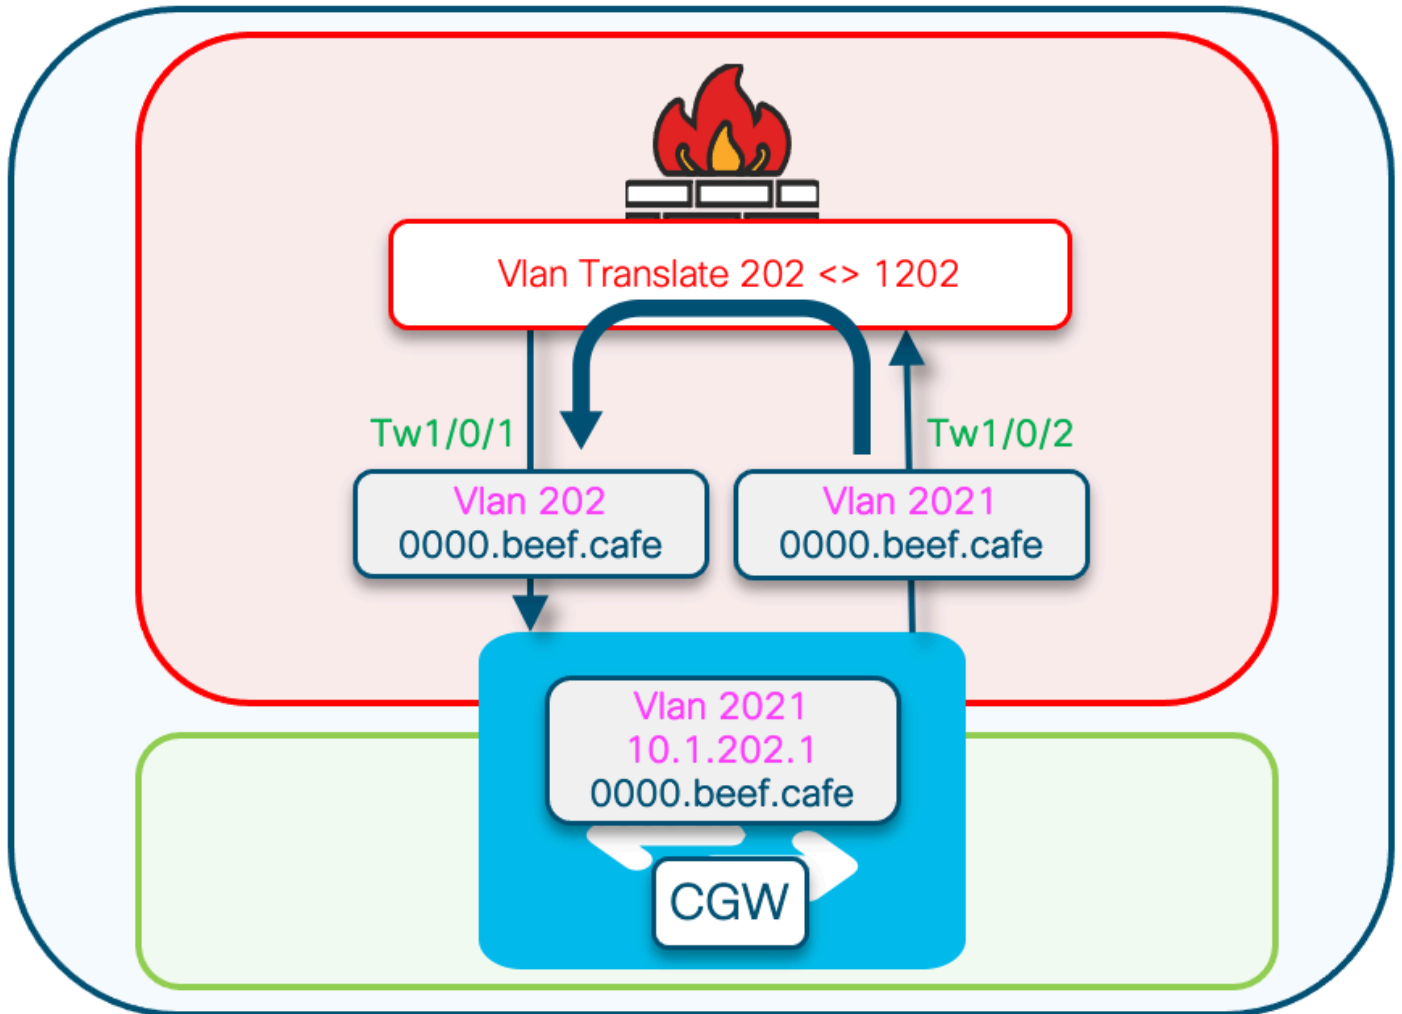 Vlan Translate 202 <> 1202
Tw1/0/1
Tw1/0/2
Vlan 202
0000.beef.cafe
Vlan 2021
0000.beef.cafe
Vlan 2021
10.1.202.1
0000.beef.cafe
CGW